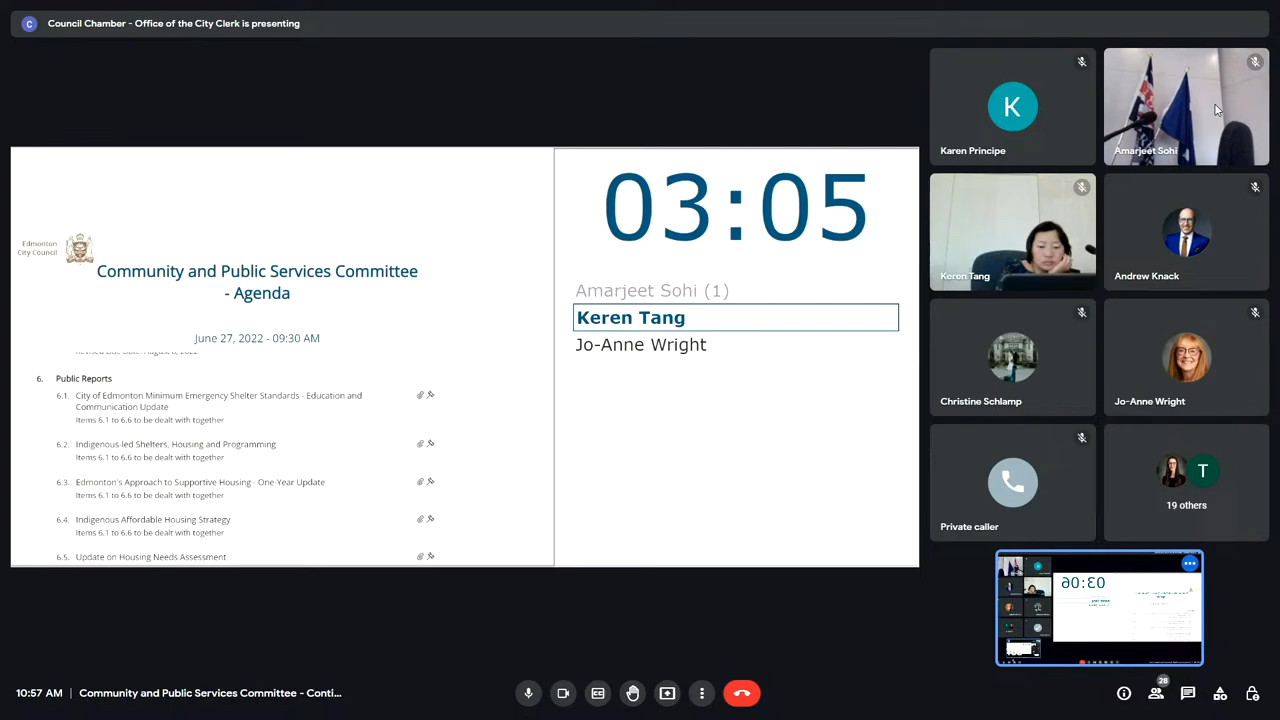 C
Council Chamber - Office of the City Clerk is presenting
Edmonton
City Council
Community and Public Services Committee
- Agenda
June 27, 2022 - 09:30 AM
6. Public Reports
6.1. City of Edmonton Minimum Emergency Shelter Standards - Education and
Communication Update
Items 6.1 to 6.6 to be dealt with together
6.2. Indigenous-led Shelters, Housing and Programming
Items 6.1 to 6.6 to be dealt with together
6.3. Edmonton's Approach to Supportive Housing - One-Year Update
Items 6.1 to 6.6 to be dealt with together
6.4. Indigenous Affordable Housing Strategy
Items 6.1 to 6.6 to be dealt with together
6.5. Update on Housing Needs Assessment
03:05
Amarjeet Sohi (1)
Keren Tang
Jo-Anne Wright
K
Karen Principe
Amarjeet Sohi
Keren Tang
Andrew Knack
Christine Schlamp
Jo-Anne Wright
Private caller
T
19 others
03:06
10:57 AM | Community and Public Services Committee - Conti...
28